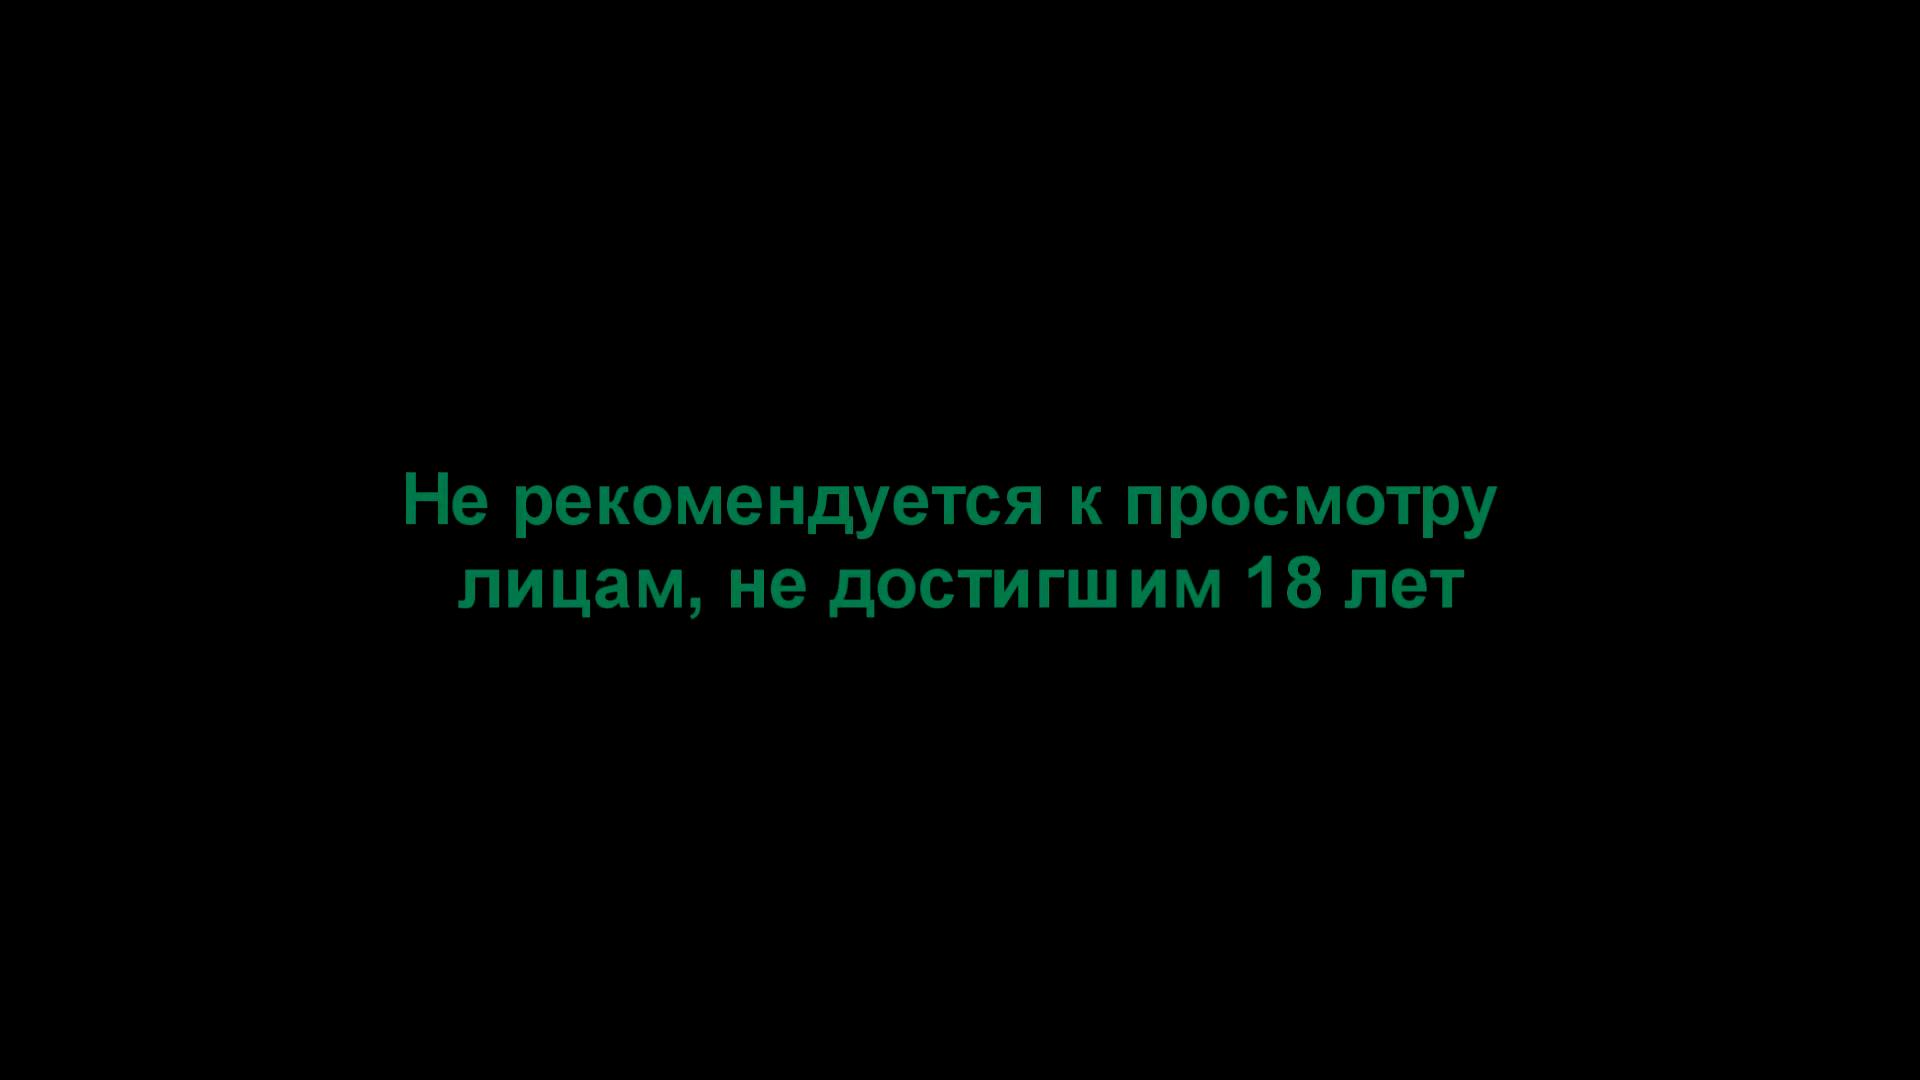 Не рекомендуется к просмотру
лицам, не достигшим 18 лет